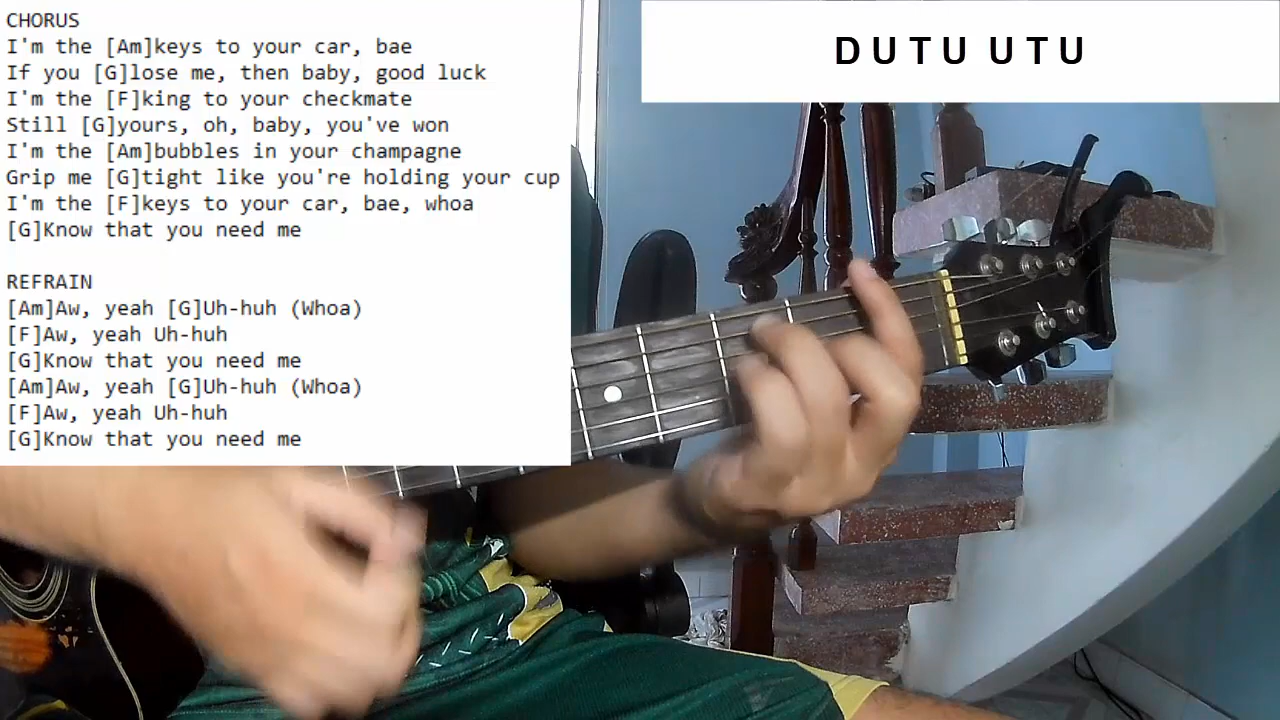 CHORUS
I'm the [Am]keys to your car, bae
If you [G]lose me, then baby, good luck
I'm the [F]king to your checkmate
Still [G]yours, oh, baby, you've won
I'm the [Am]bubbles in your champagne
Grip me [G]tight like you're holding your cup
I'm the [F]keys to your car, bae, whoa
[G]Know that you need me

REFRAIN
[Am]Aw, yeah [G]Uh-huh (Whoa)
[F]Aw, yeah Uh-huh
[G]Know that you need me
[Am]Aw, yeah [G]Uh-huh (Whoa)
[F]Aw, yeah Uh-huh
[G]Know that you need me
D U T U U T U